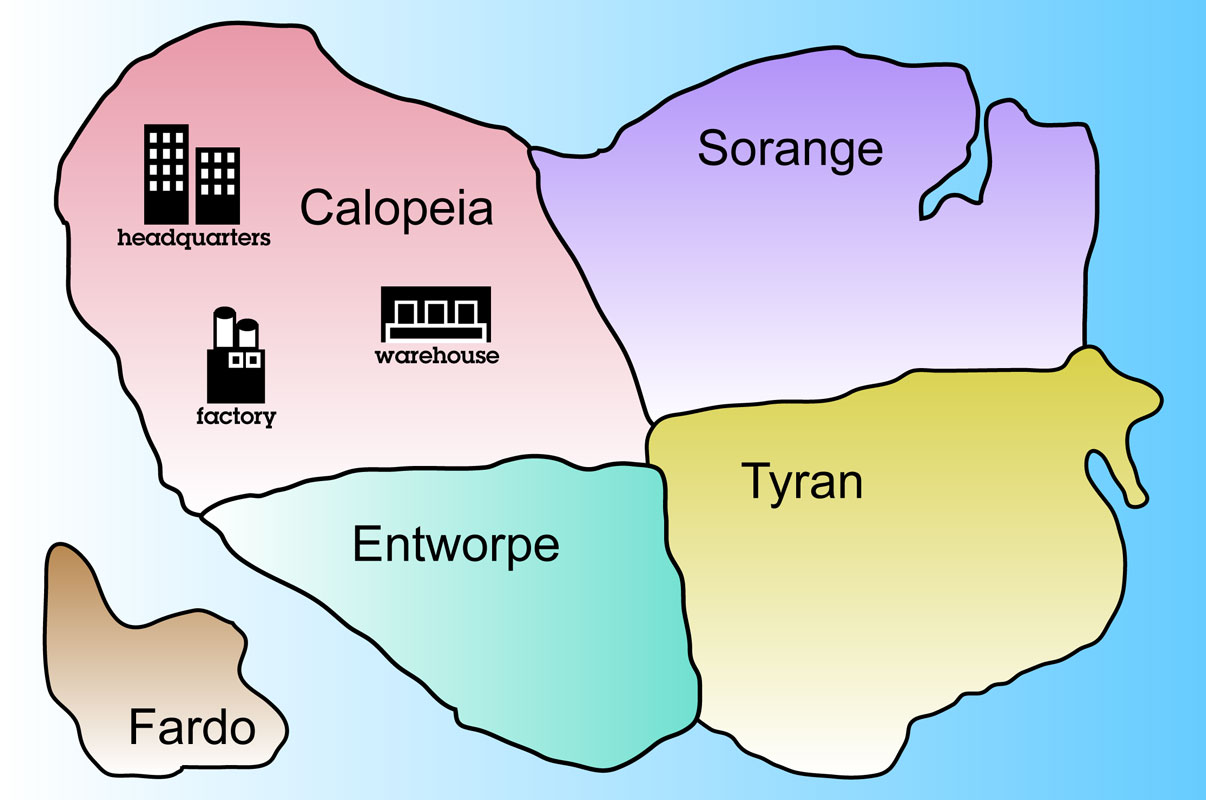 Sorange
Calopeia
headquarters
warehouse
factory
Tyran
Entworpe
Fardo